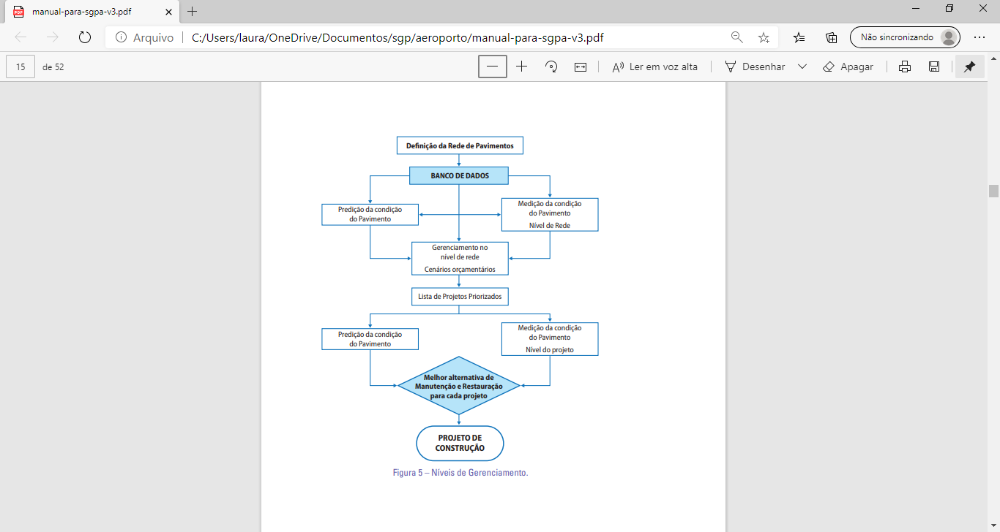 manual-para-sgpa-v3.pdf
Arquivo
C:/Users/laura/OneDrive/Documentos/sgp/aeroporto/manual-para-sgpa-v3.pdf
Não sincronizando
15 de 52
Ler em voz alta
Desenhar
Apagar
Definição da Rede de Pavimentos
BANCO DE DADOS
Predição da condição
do Pavimento
Medição da condição
do Pavimento
Nível de Rede
Gerenciamento no
nível de rede
Cenários orçamentários
Lista de Projetos Priorizados
Predição da condição
do Pavimento
Medição da condição
do Pavimento
Nível do projeto
Melhor alternativa de
Manutenção e Restauração
para cada projeto
PROJETO DE
CONSTRUÇÃO
Figura 5 – Níveis de Gerenciamento.